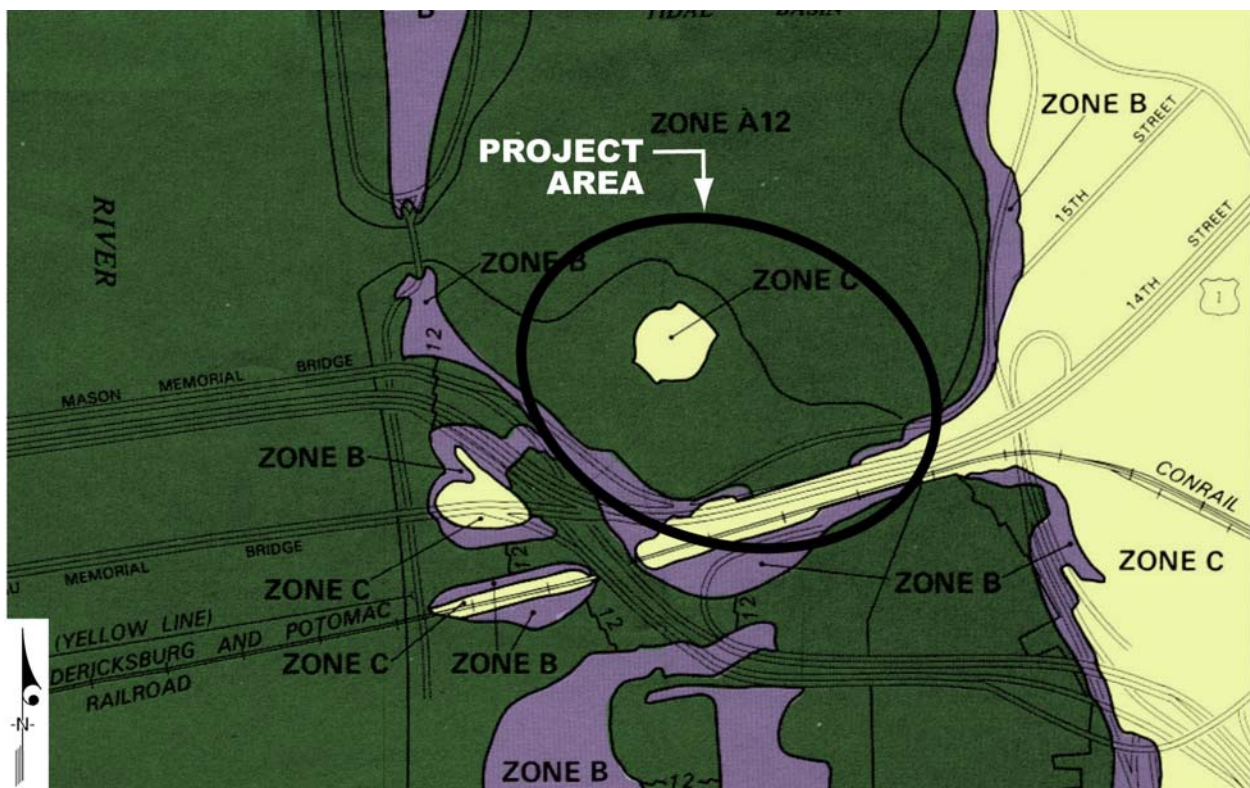 B
TIDAL BASIN
ZONE B
ZONE A12
PROJECT
AREA
15TH STREET
14TH STREET
RIVER
ZONE B
ZONE C
1
12
MASON MEMORIAL BRIDGE
ZONE B
CONRAIL
BRIDGE
12
MEMORIAL
ZONE C
ZONE C
ZONE B
12
12
(YELLOW LINE)
DERICKSBURG AND POTOMAC
RAILROAD
ZONE C
ZONE B
-N-
ZONE B
12